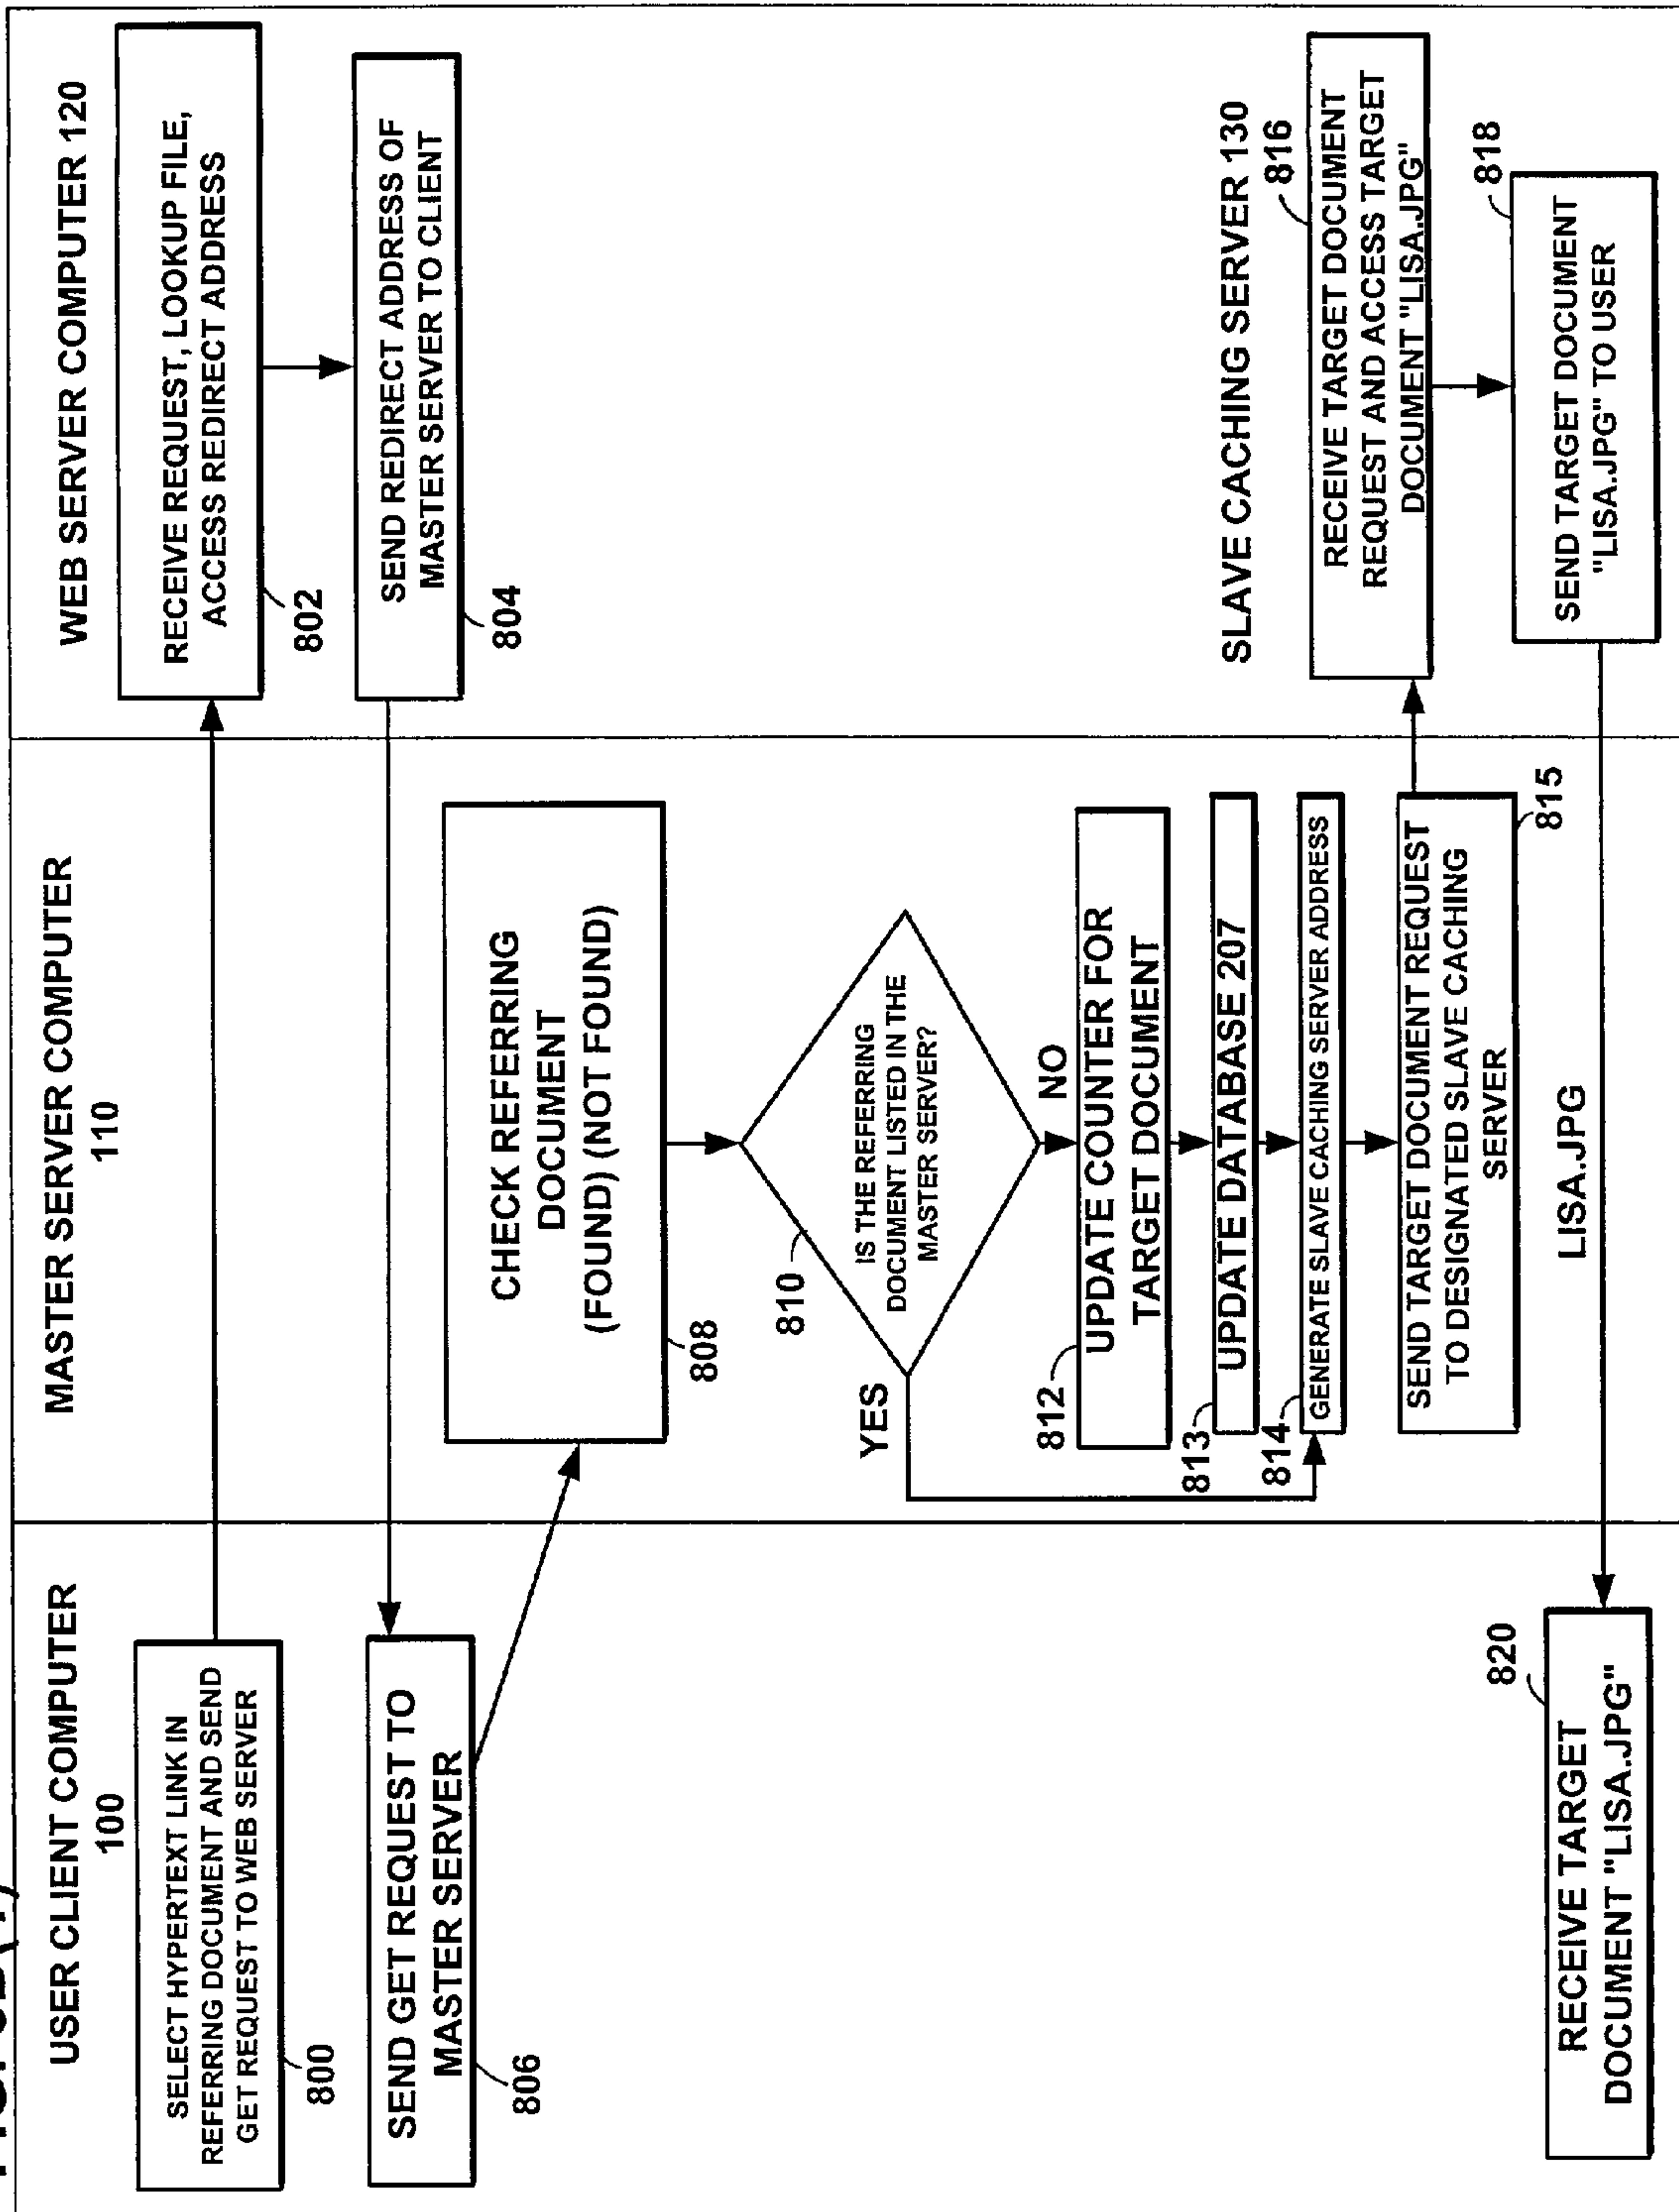 USER CLIENT COMPUTER
100
SELECT HYPERTEXT LINK IN
REFERRING DOCUMENT AND SEND
GET REQUEST TO WEB SERVER
800
SEND GET REQUEST TO
MASTER SERVER
806
RECEIVE TARGET
DOCUMENT "LISA.JPG"
820
MASTER SERVER COMPUTER
110
CHECK REFERRING
DOCUMENT
(FOUND) (NOT FOUND)
808
IS THE REFERRING
DOCUMENT LISTED IN THE
MASTER SERVER?
810
YES
NO
UPDATE COUNTER FOR
TARGET DOCUMENT
812
UPDATE DATABASE 207
813
GENERATE SLAVE CACHING SERVER ADDRESS
814
SEND TARGET DOCUMENT REQUEST
TO DESIGNATED SLAVE CACHING
SERVER
815
LISA.JPG
WEB SERVER COMPUTER 120
RECEIVE REQUEST, LOOKUP FILE,
ACCESS REDIRECT ADDRESS
802
SEND REDIRECT ADDRESS OF
MASTER SERVER TO CLIENT
804
SLAVE CACHING SERVER 130
816
RECEIVE TARGET DOCUMENT
REQUEST AND ACCESS TARGET
DOCUMENT "LISA.JPG"
818
SEND TARGET DOCUMENT
"LISA.JPG" TO USER